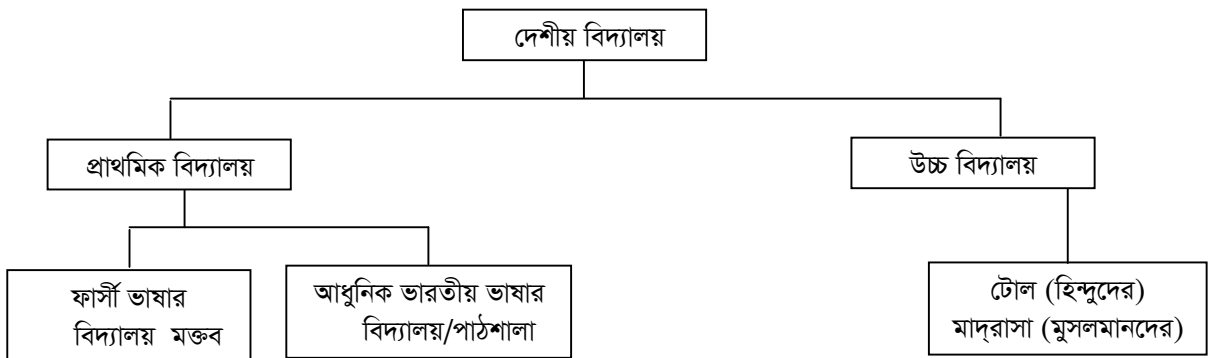 দেশীয় বিদ্যালয়
প্রাথমিক বিদ্যালয়
উচ্চ বিদ্যালয়
ফার্সী ভাষার
বিদ্যালয় মক্তব
আধুনিক ভারতীয় ভাষার
বিদ্যালয়/পাঠশালা
টোল (হিন্দুদের)
মাদ্‌রাসা (মুসলমানদের)